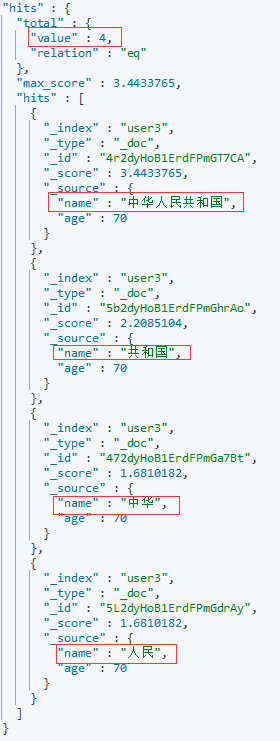 "hits" : {
"total" : {
"value" : 4,
"relation" : "eq"
},
"max_score" : 3.4433765,
"hits" : [
{
"_index" : "user3",
"_type" : "_doc",
"_id" : "4r2dyHoB1ErdFPmGT7CA",
"_score" : 3.4433765,
"_source" : {
"name" : "中华人民共和国",
"age" : 70
}
},
{
"_index" : "user3",
"_type" : "_doc",
"_id" : "5b2dyHoB1ErdFPmGhrAo",
"_score" : 2.2085104,
"_source" : {
"name" : "共和国",
"age" : 70
}
},
{
"_index" : "user3",
"_type" : "_doc",
"_id" : "472dyHoB1ErdFPmGa7Bt",
"_score" : 1.6810182,
"_source" : {
"name" : "中华",
"age" : 70
}
},
{
"_index" : "user3",
"_type" : "_doc",
"_id" : "5L2dyHoB1ErdFPmGdrAy",
"_score" : 1.6810182,
"_source" : {
"name" : "人民",
"age" : 70
}
}
]
}